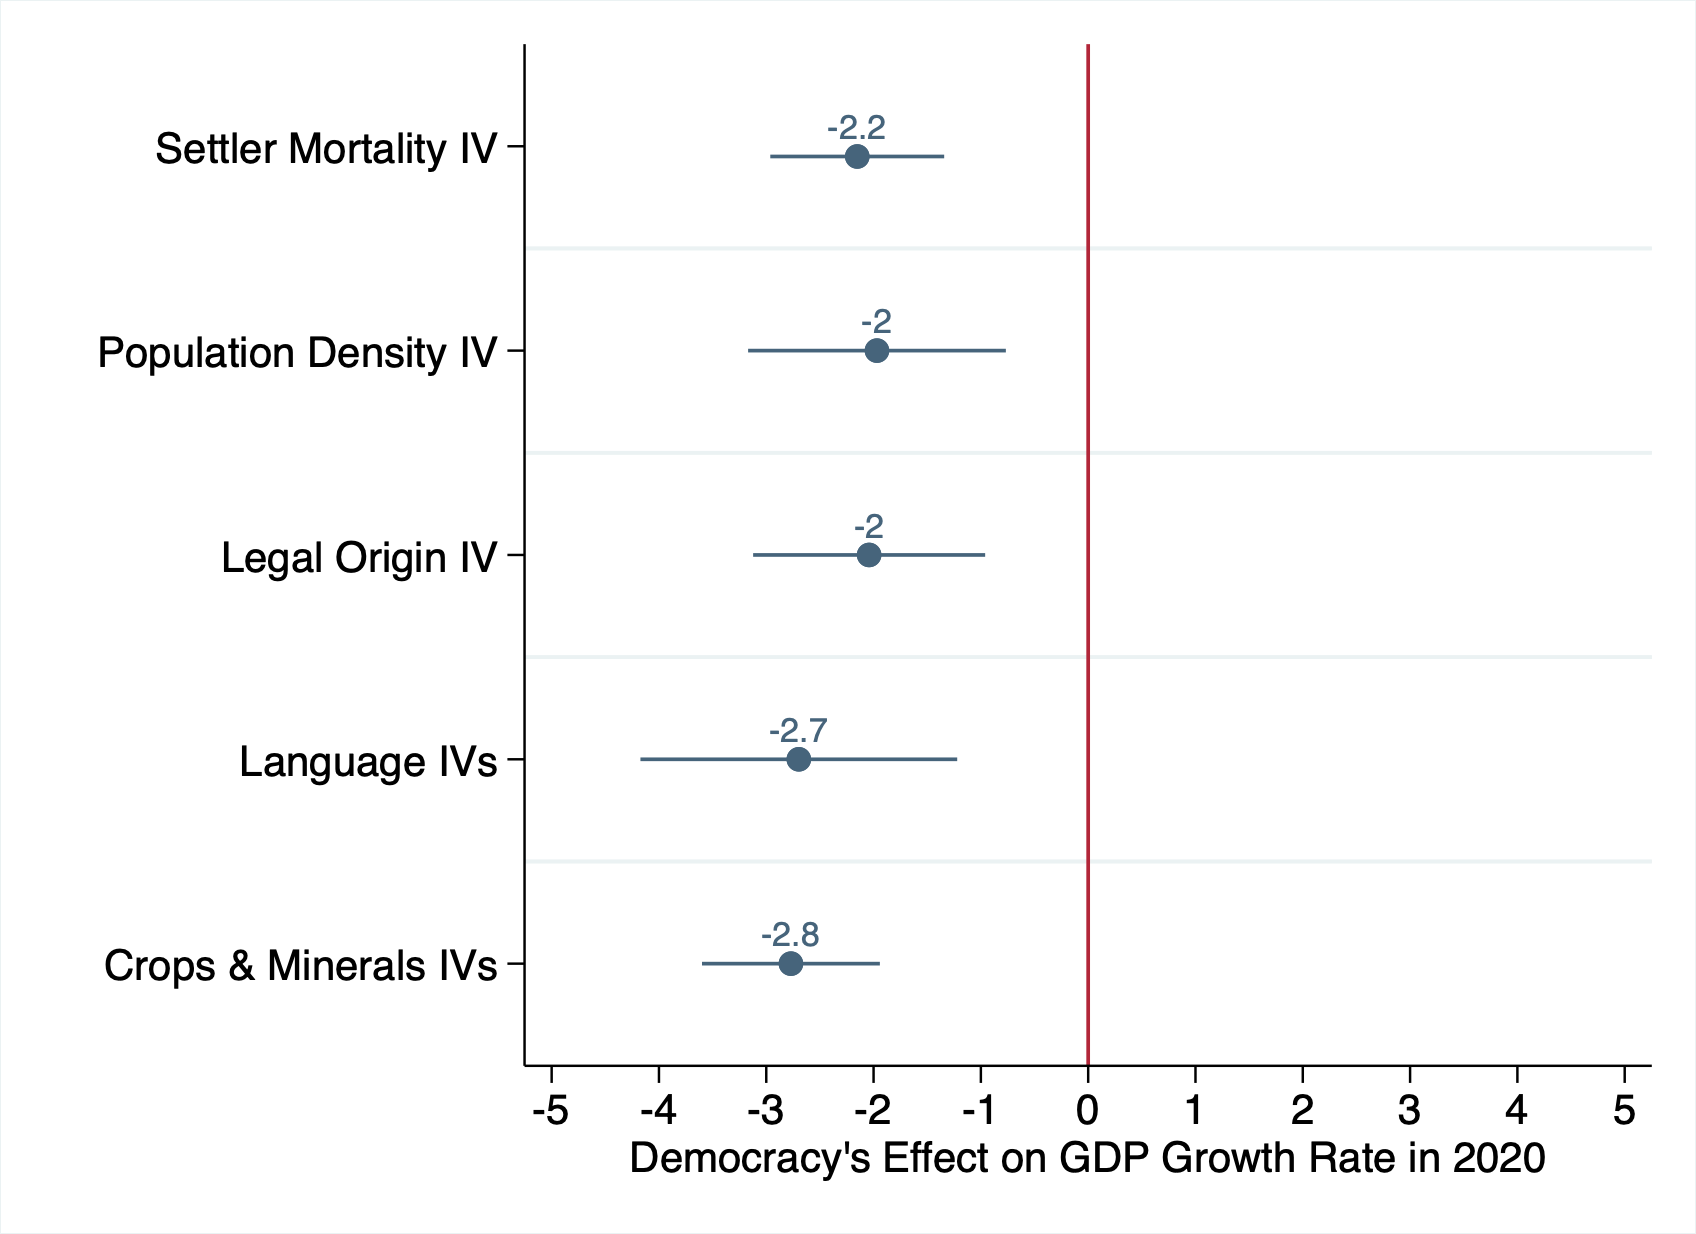 -2.2
Settler Mortality IV
-2
Population Density IV
-2
Legal Origin IV
-2.7
Language IVs
-2.8
Crops & Minerals IVs
-5 -4 -3 -2 -1 0 1 2 3 4 5
Democracy's Effect on GDP Growth Rate in 2020